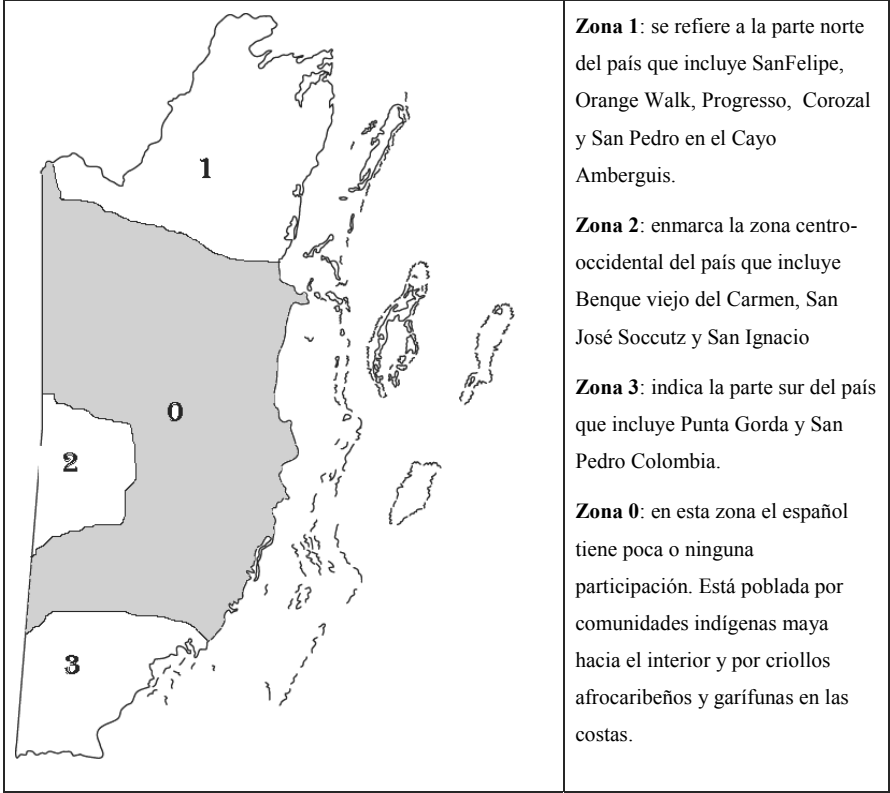 1
0
2
3
Zona 1: se refiere a la parte norte
del país que incluye SanFelipe,
Orange Walk, Progresso, Corozal
y San Pedro en el Cayo
Amberguis.
Zona 2: enmarca la zona centro-
occidental del país que incluye
Benque viejo del Carmen, San
José Soccutz y San Ignacio
Zona 3: indica la parte sur del país
que incluye Punta Gorda y San
Pedro Colombia.
Zona 0: en esta zona el español
tiene poca o ninguna
participación. Está poblada por
comunidades indígenas maya
hacia el interior y por criollos
afrocaribeños y garífunas en las
costas.